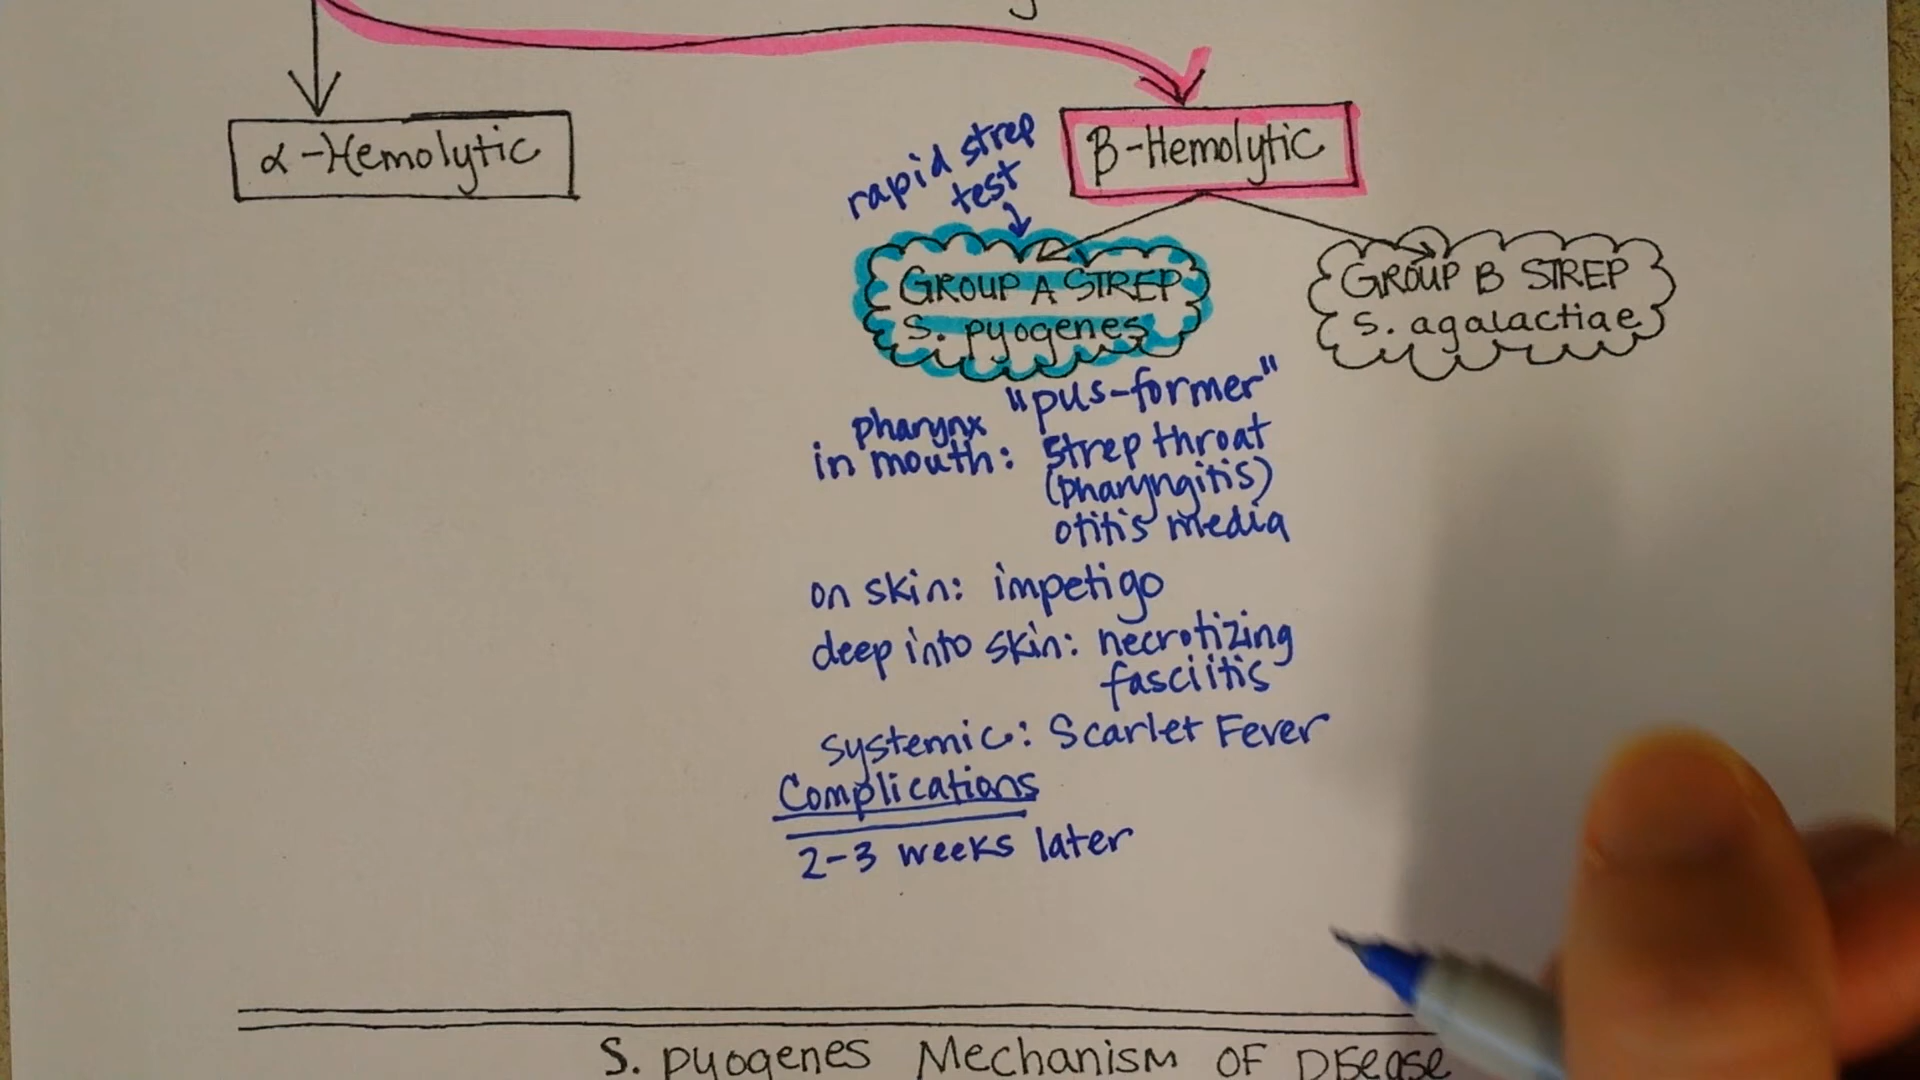 α-Hemolytic
β-Hemolytic
rapid strep
test
GROUP A STREP
S. pyogenes
GROUP B STREP
S. agalactiae
"pus-former"
pharynx
in mouth: strep throat
(pharyngitis)
otitis media
on skin: impetigo
deep into skin: necrotizing
fasciitis
systemic: Scarlet Fever
Complications
2-3 weeks later
S. pyogenes Mechanism OF Disease